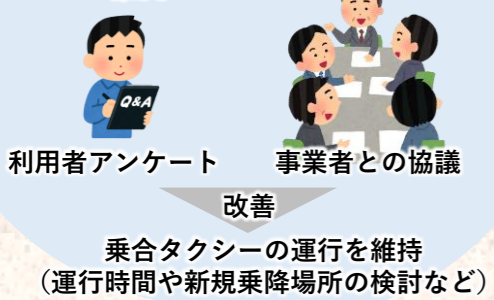 Q&A
利用者アンケート
事業者との協議
改善
乗合タクシーの運行を維持
（運行時間や新規乗降場所の検討など）